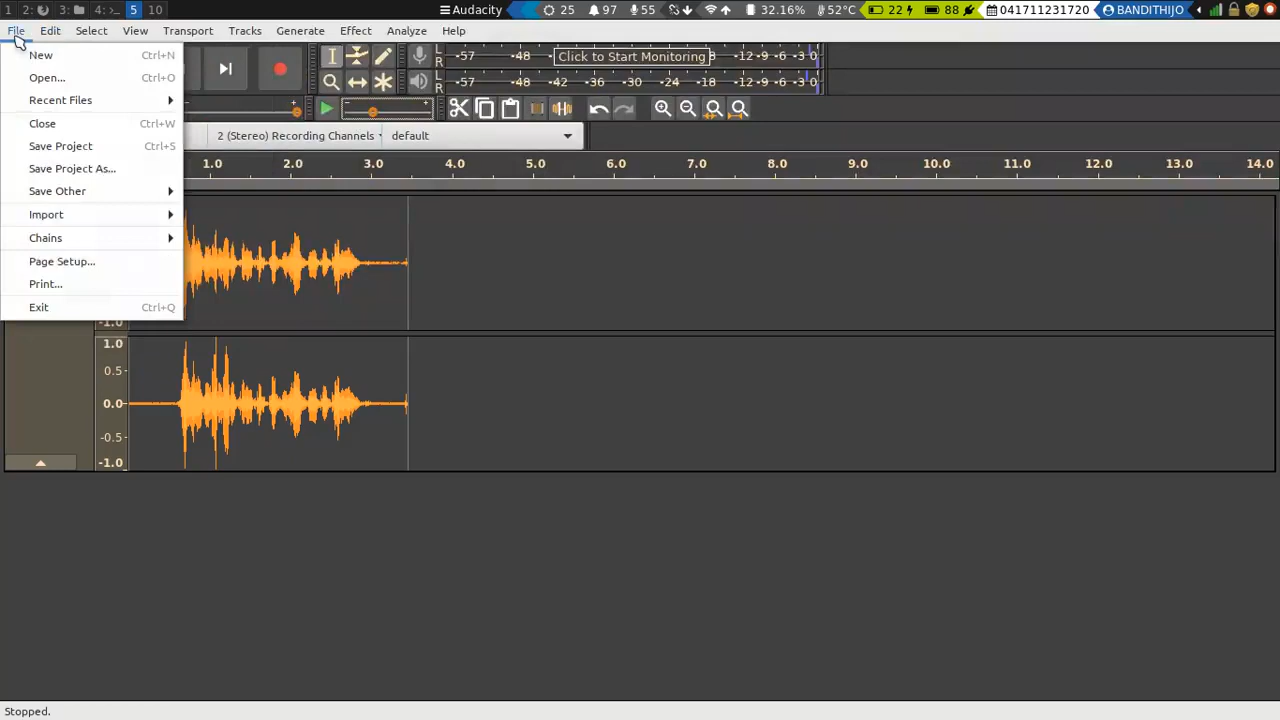 1 2: 3: 4: 5 10 Audacity 25 97 55 32.16% 52°C 22 88 041711231720 BANDITHIJO
File Edit Select View Transport Tracks Generate Effect Analyze Help
New Ctrl+N
Open... Ctrl+O
Recent Files
Close Ctrl+W
Save Project Ctrl+S
Save Project As...
Save Other
Import
Chains
Page Setup...
Print...
Exit Ctrl+Q
L R -57 -48 Click to Start Monitoring -12 -9 -6 -3 0
L R -57 -48 -42 -36 -30 -24 -18 -12 -9 -6 -3 0
2 (Stereo) Recording Channels default
1.0 2.0 3.0 4.0 5.0 6.0 7.0 8.0 9.0 10.0 11.0 12.0 13.0 14.0
-1.0
1.0
0.5
0.0
-0.5
-1.0
Stopped.